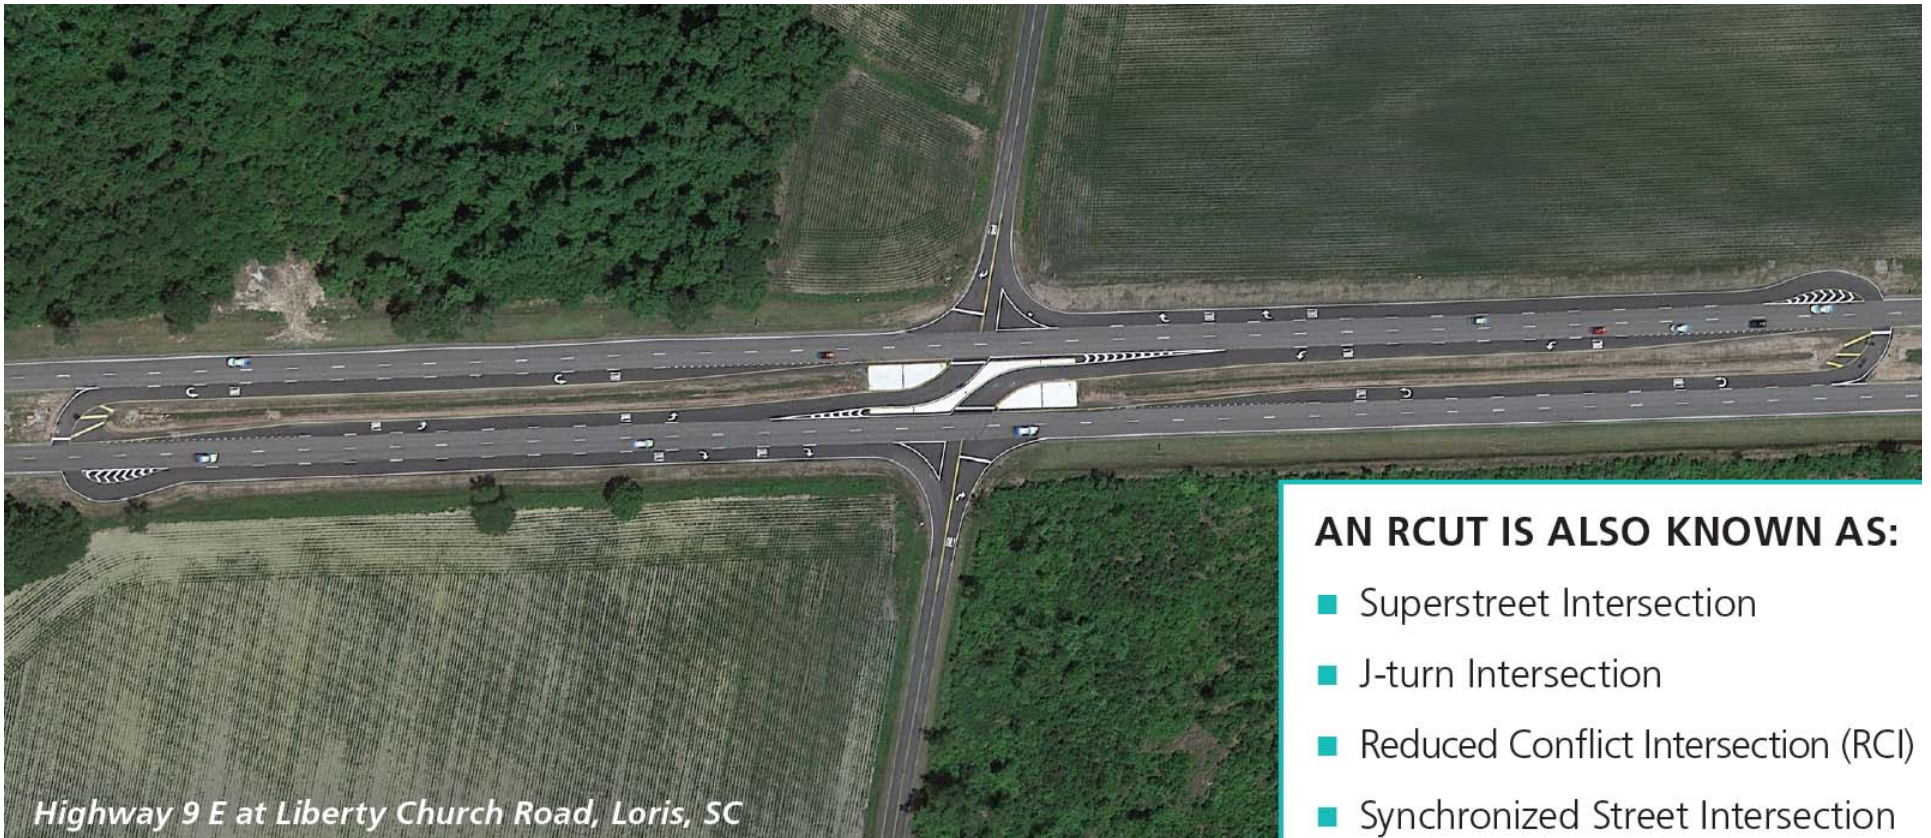 AN RCUT IS ALSO KNOWN AS:
Superstreet Intersection
J-turn Intersection
Reduced Conflict Intersection (RCI)
Synchronized Street Intersection
Highway 9 E at Liberty Church Road, Loris, SC